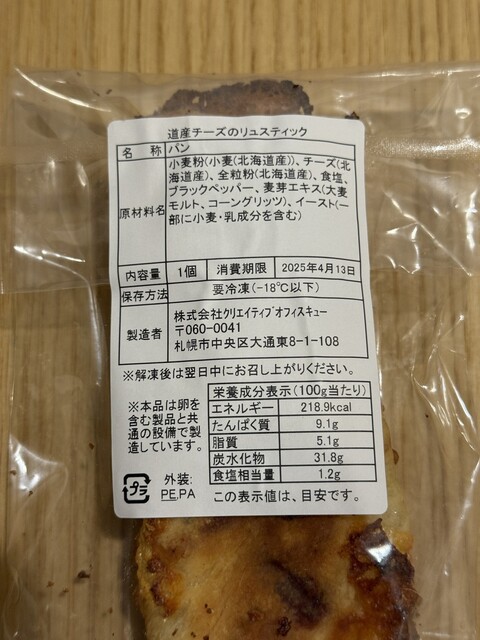 道産チーズのリュスティック
名 称 パン
原材料名
小麦粉(小麦(北海道産))、チーズ(北
海道産)、全粒粉(北海道産)、食塩、
ブラックペッパー、麦芽エキス(大麦
モルト、コーングリッツ)、イースト(一
部に小麦・乳成分を含む)
内容量 1個 消費期限 2025年4月13日
保存方法 要冷凍(-18℃以下)
製造者
株式会社クリエイティブオフィスキュー
〒060-0041
札幌市中央区大通東8-1-108
※解凍後は翌日中にお召し上がりください。
※本品は卵を
含む製品と共
通の設備で製
造しています。
栄養成分表示(100g当たり)
エネルギー 218.9kcal
たんぱく質 9.1g
脂質 5.1g
炭水化物 31.8g
食塩相当量 1.2g
プラ
外装:
PE,PA
この表示値は、目安です。